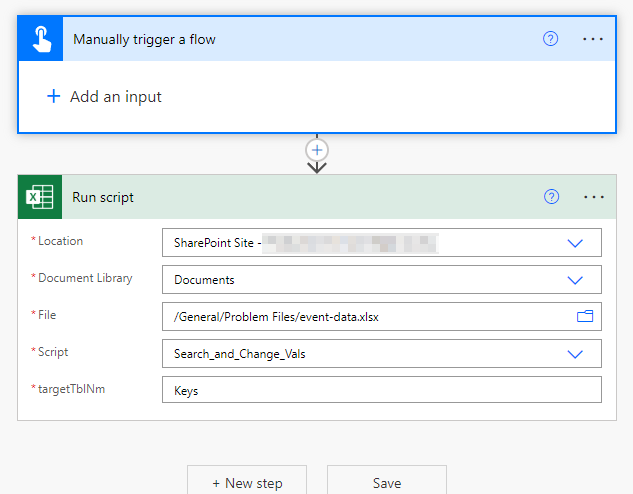 Manually trigger a flow
+ Add an input
Run script
* Location
SharePoint Site -
* Document Library
Documents
* File
/General/Problem Files/event-data.xlsx
* Script
Search_and_Change_Vals
* targetTblNm
Keys
+ New step
Save